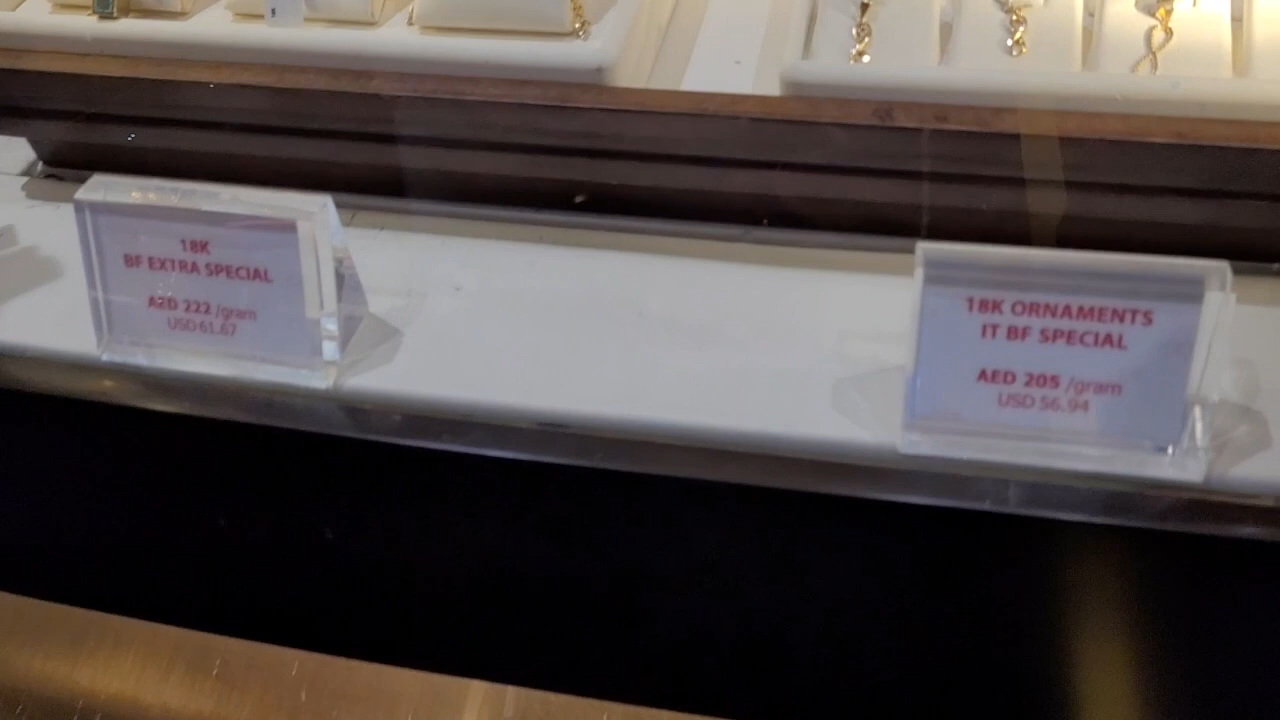 18K
BF EXTRA SPECIAL
AED 222 /gram
USD 61.67
18K ORNAMENTS
IT BF SPECIAL
AED 205 /gram
USD 56.94